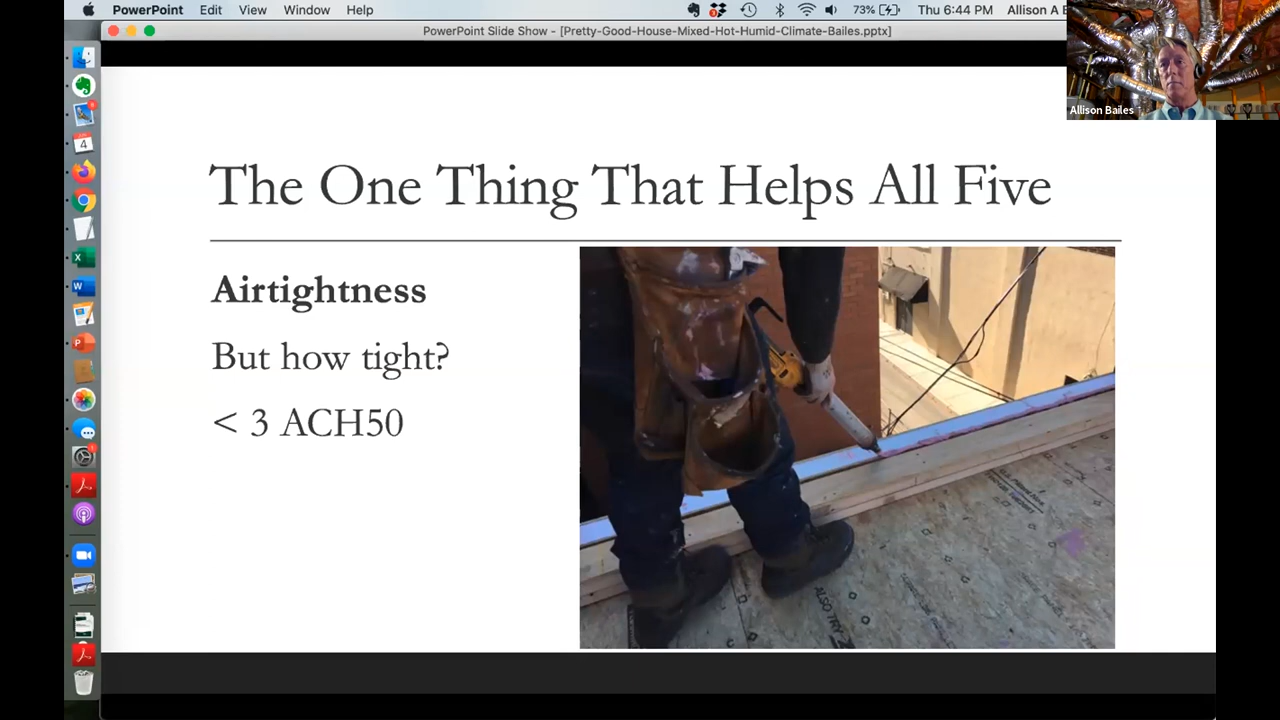 PowerPoint Edit View Window Help 73% Thu 6:44 PM Allison A B
PowerPoint Slide Show - [Pretty-Good-House-Mixed-Hot-Humid-Climate-Bailes.pptx]
Allison Bailes
The One Thing That Helps All Five
Airtightness
But how tight?
< 3 ACH50
ALSO TRY